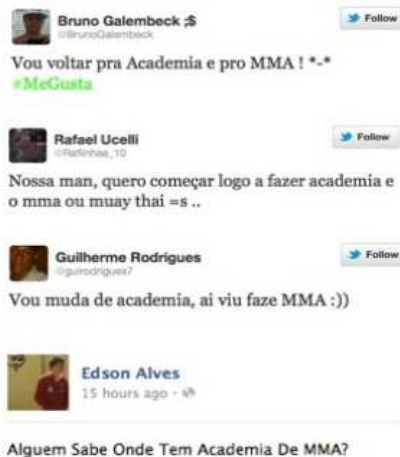 Bruno Galembeck ;$
@BrunoGalembeck
Follow
Vou voltar pra Academia e pro MMA ! *-*
#MeGusta
Rafael Ucelli
@Rafinhaa_10
Follow
Nossa man, quero começar logo a fazer academia e
o mma ou muay thai =s ..
Guilherme Rodrigues
@guirodrigues7
Follow
Vou muda de academia, ai viu faze MMA :))
Edson Alves
15 hours ago ·
Alguem Sabe Onde Tem Academia De MMA?